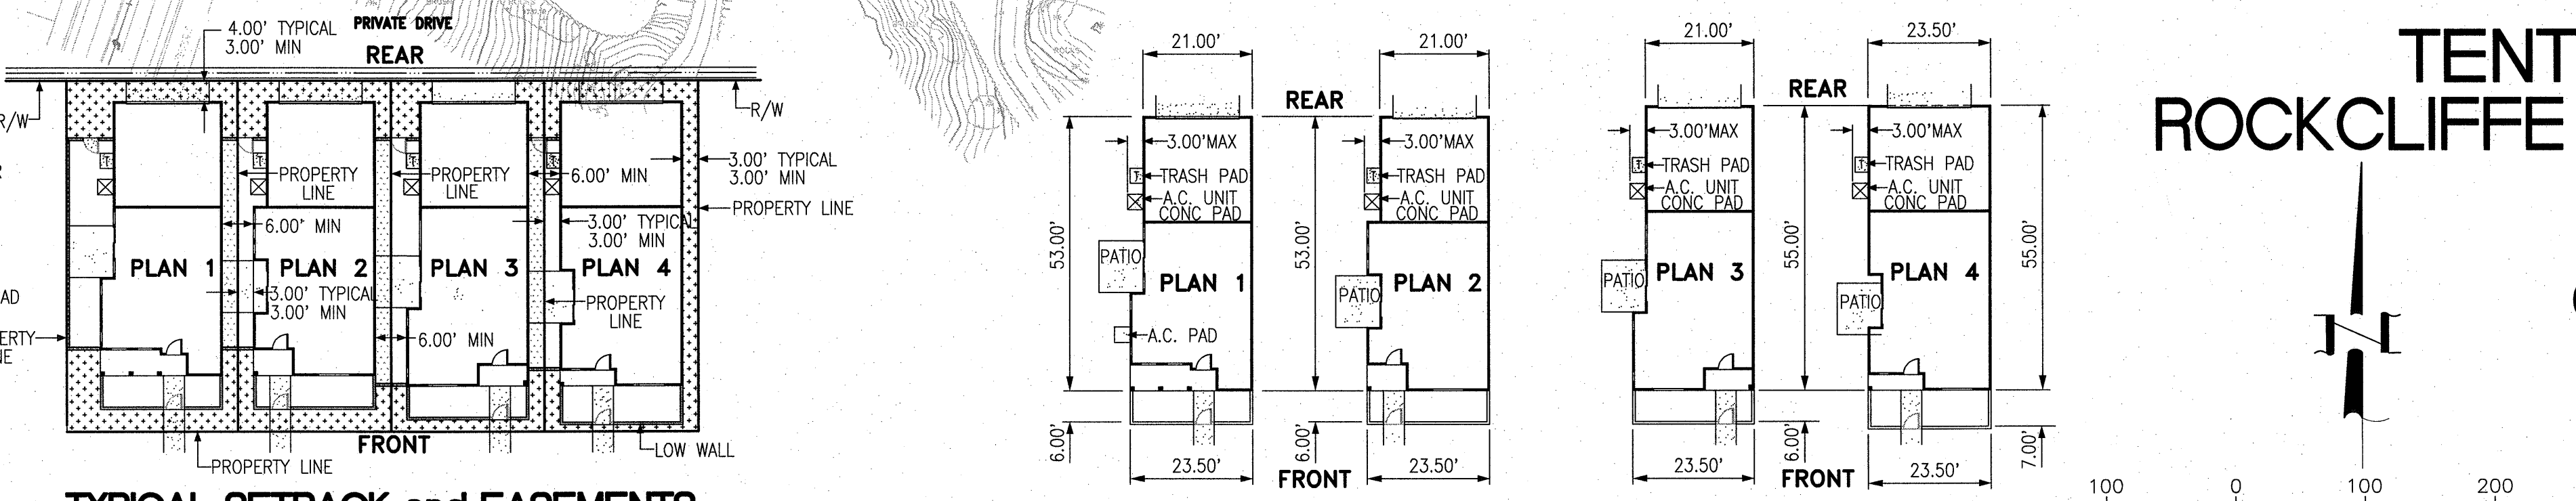 4.00' TYPICAL
3.00' MIN
PRIVATE DRIVE
REAR
R/W
R/W
3.00' TYPICAL
3.00' MIN
PROPERTY
LINE
PROPERTY
LINE
6.00' MIN
PROPERTY LINE
6.00' MIN
3.00' TYPICAL
3.00' MIN
PLAN 1
PLAN 2
PLAN 3
PLAN 4
3.00' TYPICAL
3.00' MIN
PROPERTY
LINE
6.00' MIN
AD
ERTY
NE
FRONT
LOW WALL
PROPERTY LINE
TYPICAL SETBACK and EASEMENTS
21.00'
21.00'
REAR
3.00'MAX
3.00'MAX
TRASH PAD
TRASH PAD
A.C. UNIT
CONC PAD
A.C. UNIT
CONC PAD
53.00'
53.00'
PATIO
PLAN 1
PATIO
PLAN 2
A.C. PAD
6.00'
6.00'
23.50'
FRONT
23.50'
21.00'
23.50'
REAR
3.00'MAX
3.00'MAX
TRASH PAD
TRASH PAD
A.C. UNIT
CONC PAD
A.C. UNIT
CONC PAD
55.00'
55.00'
PATIO
PLAN 3
PATIO
PLAN 4
6.00'
7.00'
23.50'
FRONT
23.50'
TENT
ROCKCLIFFE
N
100 0 100 200